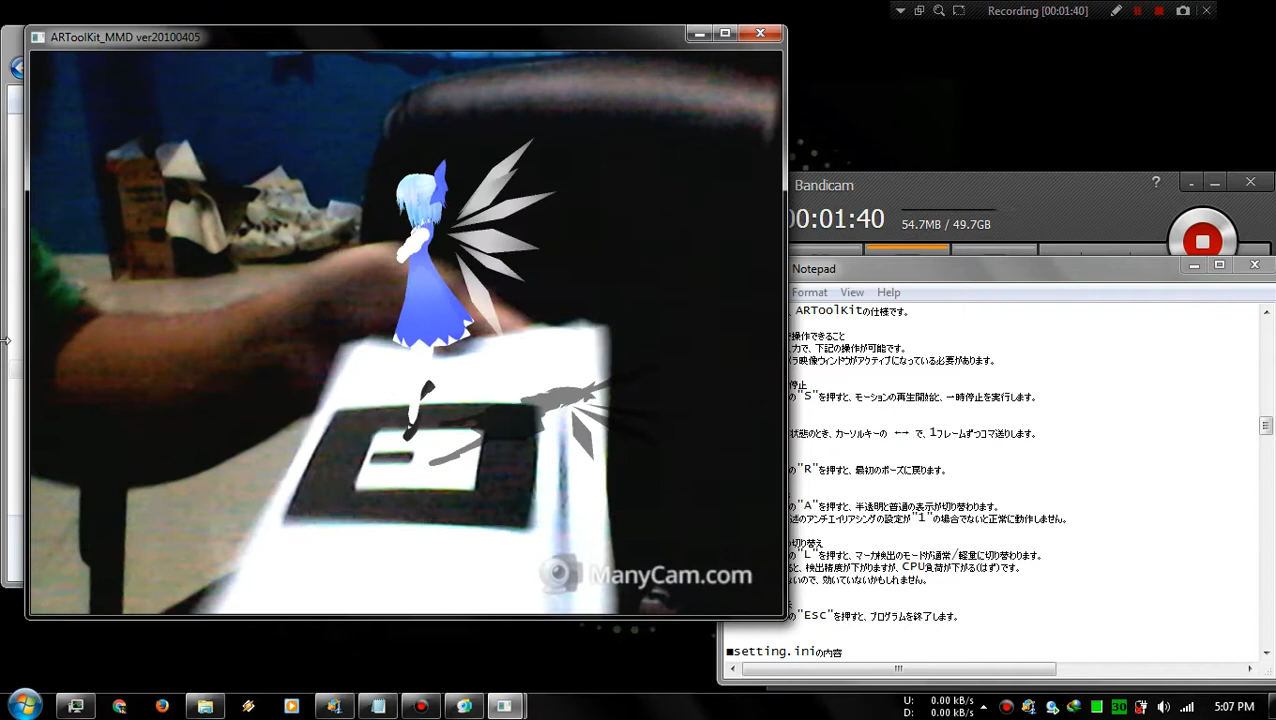 Recording [00:01:40]
ARToolKit_MMD ver20100405
ManyCam.com
Bandicam
?
00:01:40
54.7MB / 49.7GB
Notepad
Format View Help
、ARToolKitの仕様です。
操作できること
力で、下記の操作が可能です。
映像ウィンドウがアクティブになっている必要があります。
停止
の"S"を押すと、モーションの再生開始と、一時停止を実行します。
状態のとき、カーソルキーの ←→ で、1フレームずつコマ送りします。
の"R"を押すと、最初のポーズに戻ります。
の"A"を押すと、半透明と普通の表示が切り替わります。
述のアンチエイリアシングの設定が"1"の場合でないと正常に動作しません。
の切り替え
の"L"を押すと、マーカ検出のモードが通常/軽量に切り替わります。
ると、検出精度が下がりますが、CPU負荷が下がる(はず)です。
ないので、効いていないかもしれません。
の"ESC"を押すと、プログラムを終了します。
■setting.iniの内容
U: 0.00 kB/s
D: 0.00 kB/s
30
5:07 PM